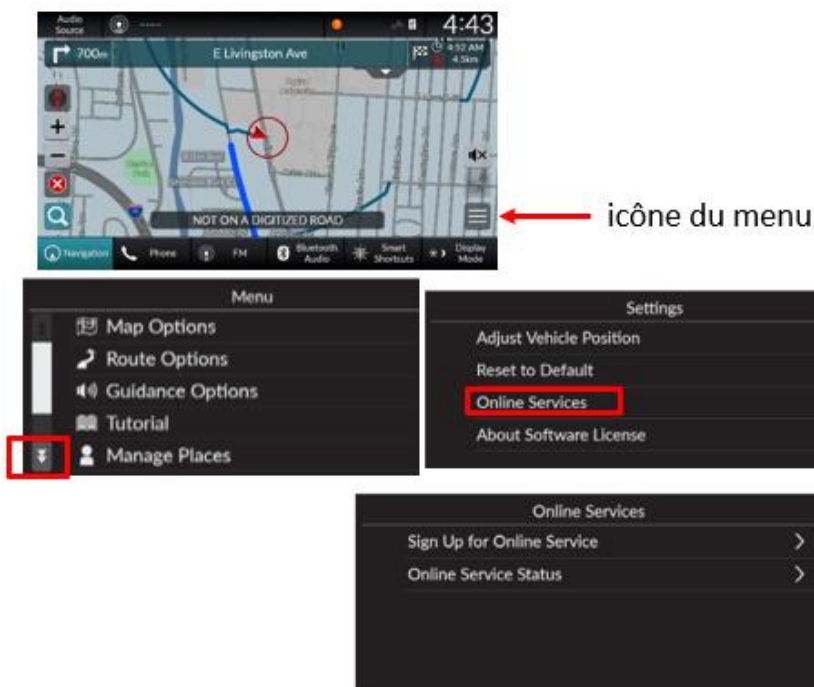 Audio
Source
----
4:43
700m
E Livingston Ave
4:52 AM
4.5km
NOT ON A DIGITIZED ROAD
icône du menu
Navigation
Phone
FM
Bluetooth
Audio
Smart
Shortcuts
Display
Mode
Menu
Map Options
Route Options
Guidance Options
Tutorial
Manage Places
Settings
Adjust Vehicle Position
Reset to Default
Online Services
About Software License
Online Services
Sign Up for Online Service
Online Service Status